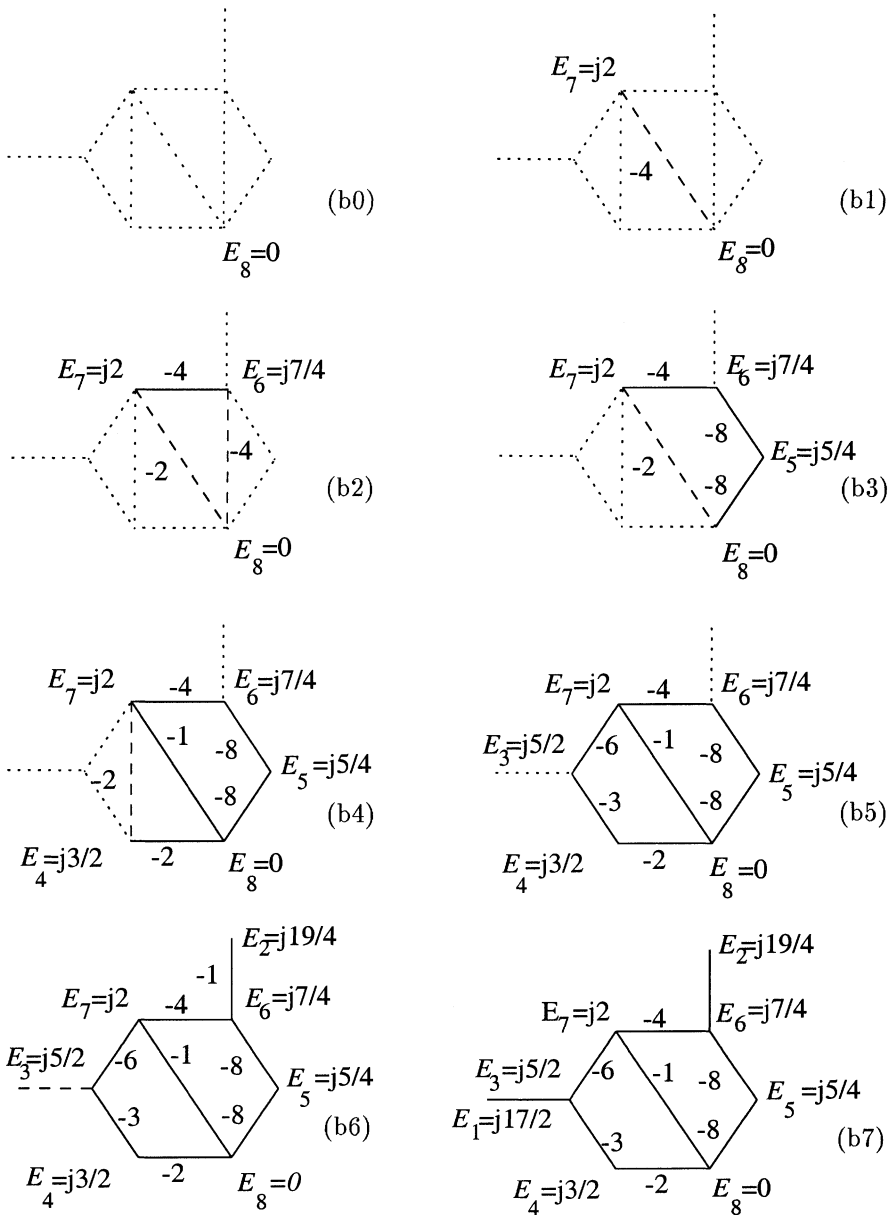 (b0)
E8=0
E7=j2
-4
(b1)
E8=0
E7=j2
-4
E6=j7/4
-2
-4
(b2)
E8=0
E7=j2
-4
E6=j7/4
-8
-2
-8
E5=j5/4
(b3)
E8=0
E7=j2
-4
E6=j7/4
-1
-8
-2
-8
E5=j5/4
(b4)
E4=j3/2
-2
E8=0
E7=j2
-4
E6=j7/4
E3=j5/2
-6
-1
-8
-3
-8
E5=j5/4
(b5)
E4=j3/2
-2
E8=0
E2=j19/4
-1
E7=j2
-4
E6=j7/4
E3=j5/2
-6
-1
-8
E5=j5/4
-3
-8
(b6)
E4=j3/2
-2
E8=0
E2=j19/4
E7=j2
-4
E6=j7/4
E3=j5/2
-6
-1
-8
E5=j5/4
E1=j17/2
-3
-8
(b7)
E4=j3/2
-2
E8=0